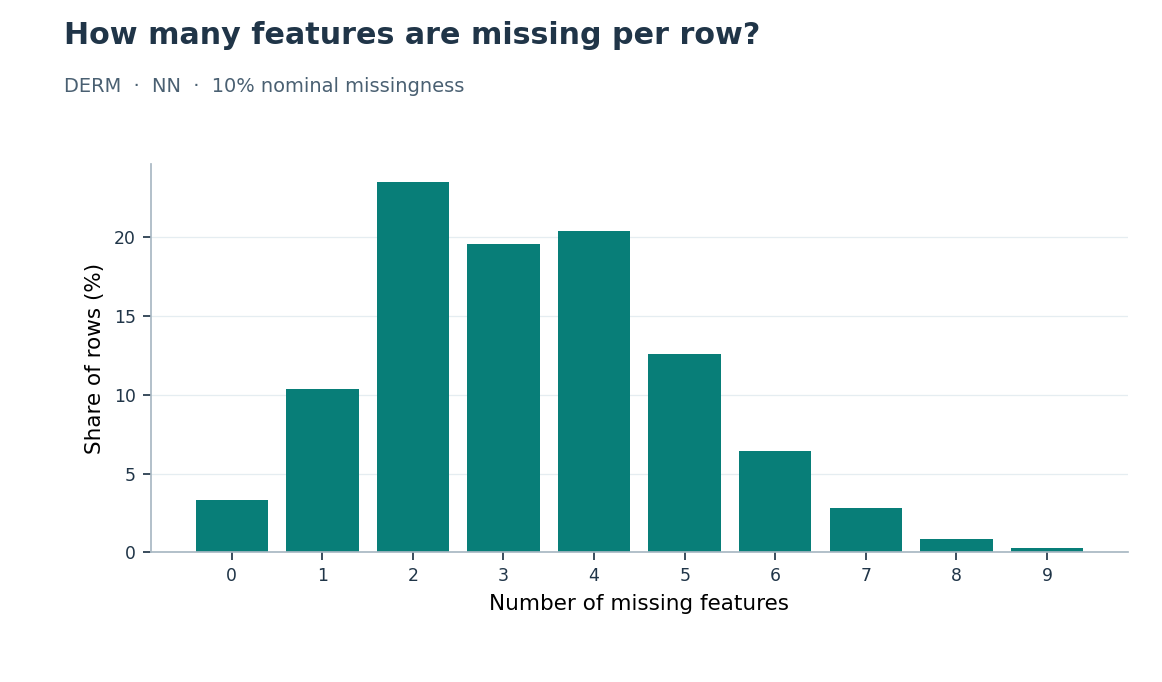 How many features are missing per row?
DERM · NN · 10% nominal missingness
Share of rows (%)
20
15
10
5
0
0 1 2 3 4 5 6 7 8 9
Number of missing features